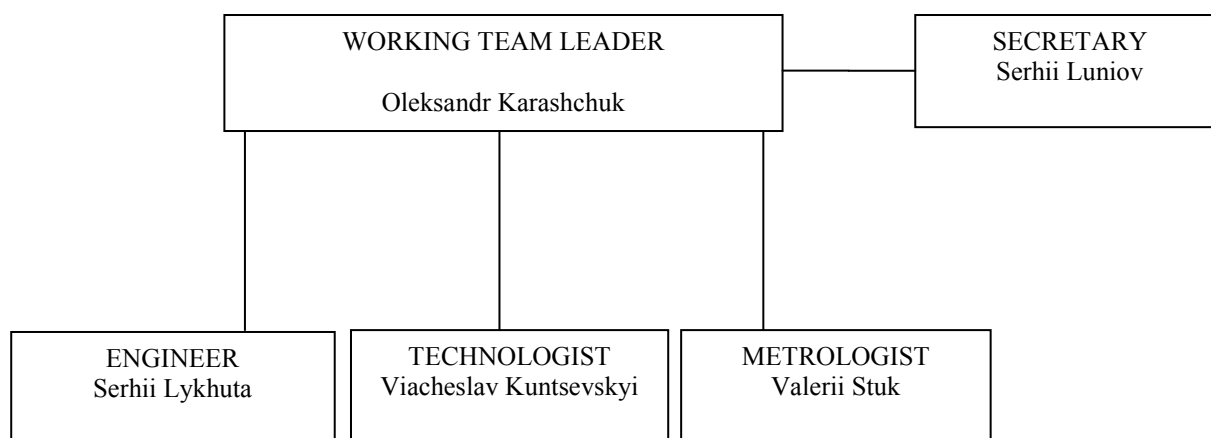 WORKING TEAM LEADER
Oleksandr Karashchuk
SECRETARY
Serhii Luniov
ENGINEER
Serhii Lykhuta
TECHNOLOGIST
Viacheslav Kuntsevskyi
METROLOGIST
Valerii Stuk